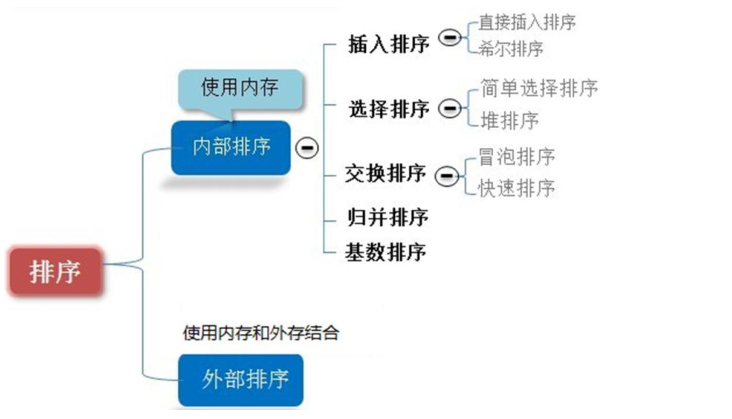 排序
使用内存
内部排序
插入排序
直接插入排序
希尔排序
选择排序
简单选择排序
堆排序
交换排序
冒泡排序
快速排序
归并排序
基数排序
使用内存和外存结合
外部排序